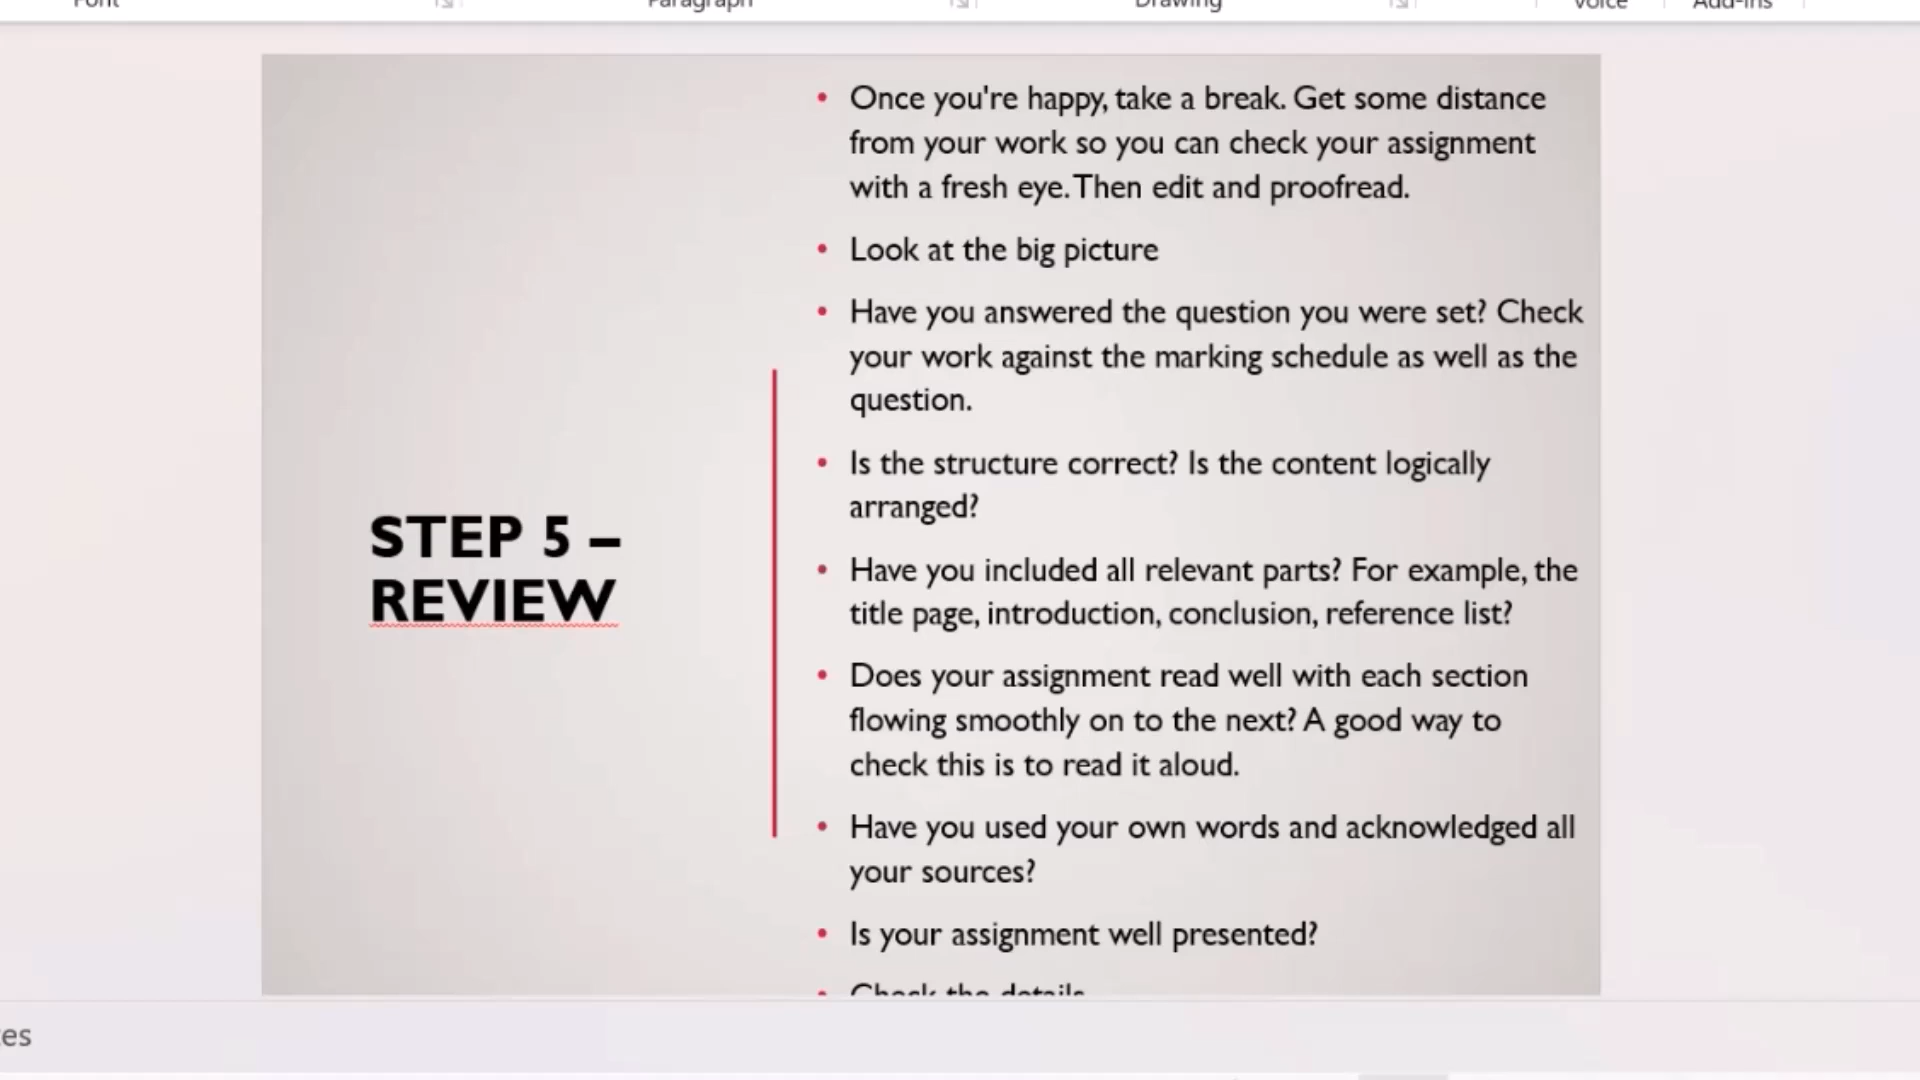 Font Paragraph Drawing Voice Add-ins
STEP 5 –
REVIEW
• Once you're happy, take a break. Get some distance
from your work so you can check your assignment
with a fresh eye. Then edit and proofread.
• Look at the big picture
• Have you answered the question you were set? Check
your work against the marking schedule as well as the
question.
• Is the structure correct? Is the content logically
arranged?
• Have you included all relevant parts? For example, the
title page, introduction, conclusion, reference list?
• Does your assignment read well with each section
flowing smoothly on to the next? A good way to
check this is to read it aloud.
• Have you used your own words and acknowledged all
your sources?
• Is your assignment well presented?
• Check the details